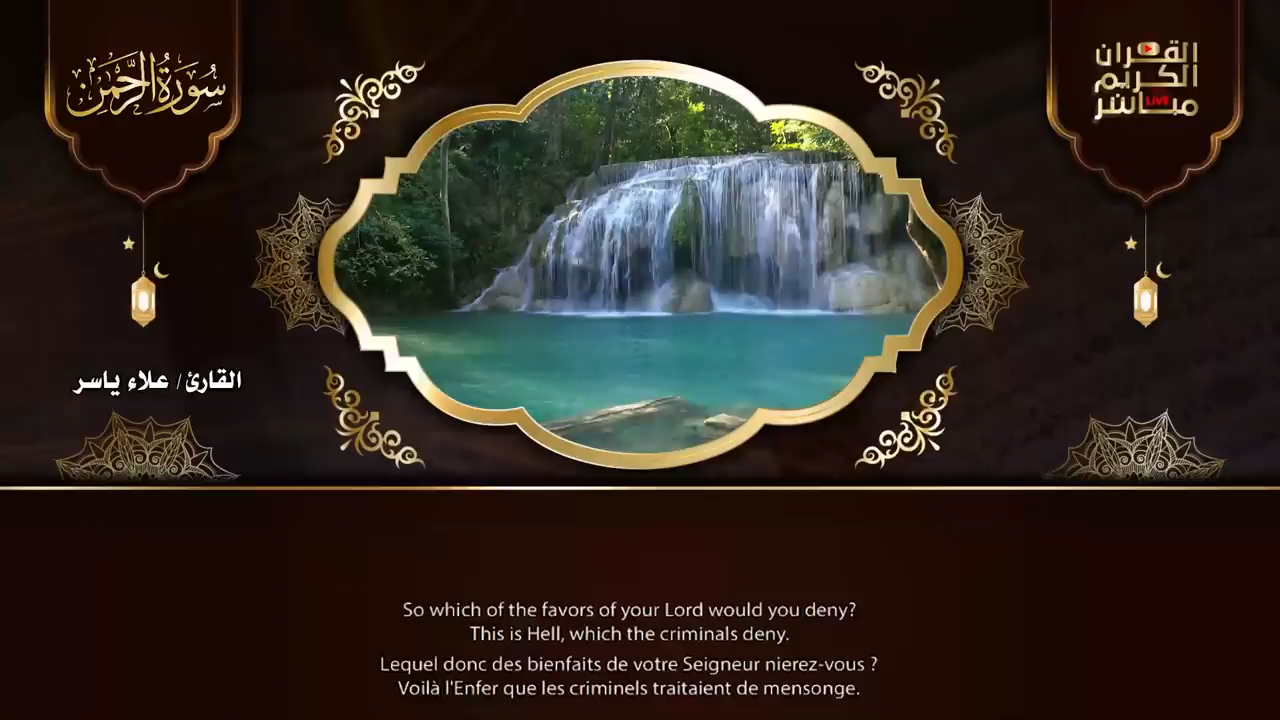 سُورَةُ الرَّحْمَٰن
القرآن
الكريم
مباشر
LIVE
القارئ/ علاء ياسر
So which of the favors of your Lord would you deny?
This is Hell, which the criminals deny.
Lequel donc des bienfaits de votre Seigneur nierez-vous ?
Voilà l'Enfer que les criminels traitaient de mensonge.